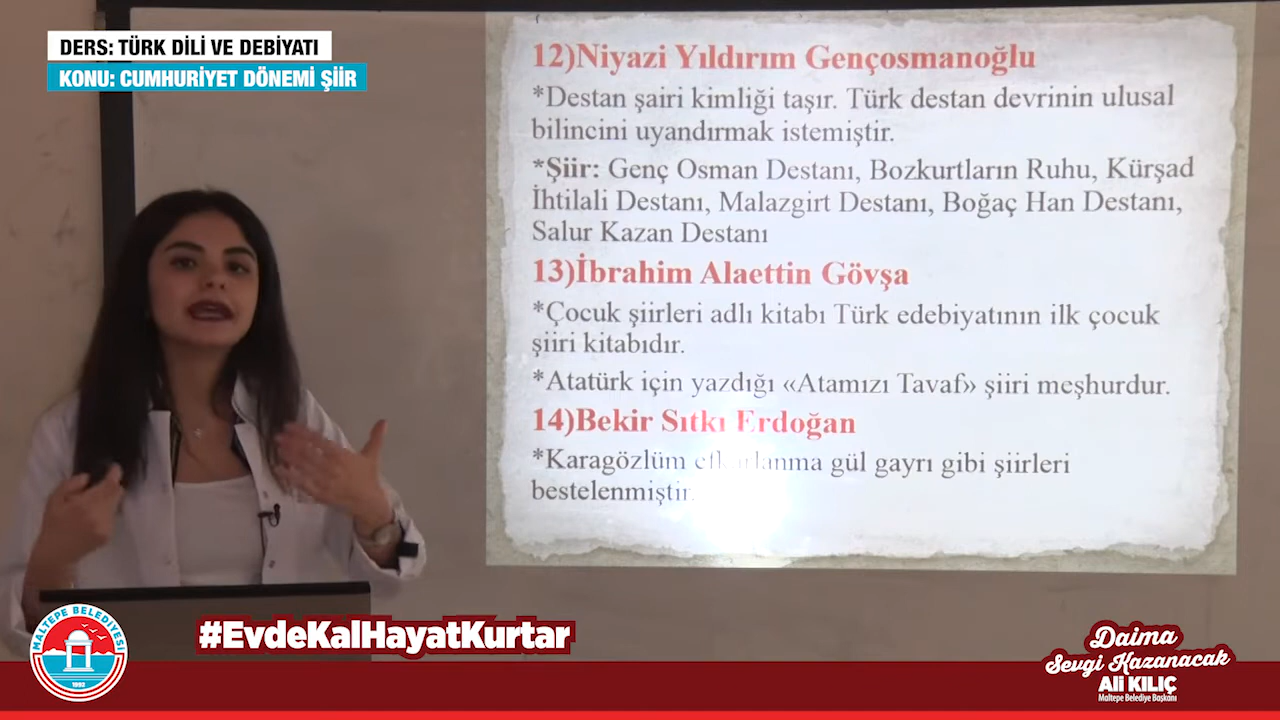 DERS: TÜRK DİLİ VE DEBİYATI
KONU: CUMHURİYET DÖNEMİ ŞİİR
12)Niyazi Yıldırım Gençosmanoğlu
*Destan şairi kimliği taşır. Türk destan devrinin ulusal
bilincini uyandırmak istemiştir.
*Şiir: Genç Osman Destanı, Bozkurtların Ruhu, Kürşad
İhtilali Destanı, Malazgirt Destanı, Boğaç Han Destanı,
Salur Kazan Destanı
13)İbrahim Alaettin Gövşa
*Çocuk şiirleri adlı kitabı Türk edebiyatının ilk çocuk
şiiri kitabıdır.
*Atatürk için yazdığı «Atamızı Tavaf» şiiri meşhurdur.
14)Bekir Sıtkı Erdoğan
*Karagözlüm efkarlanma gül gayrı gibi şiirleri
bestelenmiştir.
MALTEPE BELEDİYESİ
1992
#EvdeKalHayatKurtar
Daima
Sevgi Kazanacak
Ali KILIÇ
Maltepe Belediye Başkanı